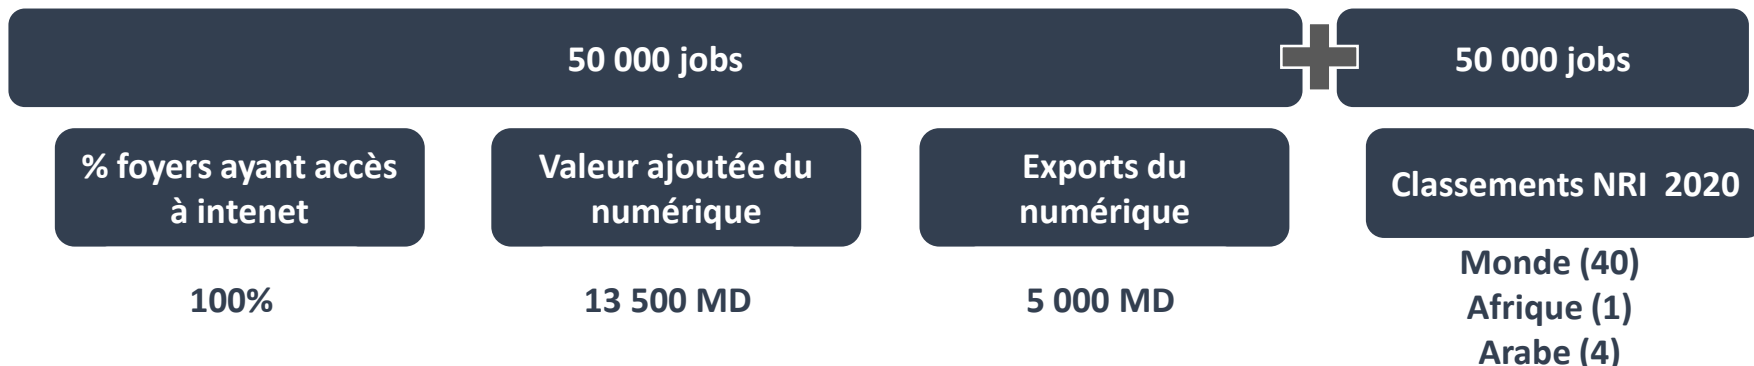 50 000 jobs
50 000 jobs
% foyers ayant accès
à intenet
100%
Valeur ajoutée du
numérique
13 500 MD
Exports du
numérique
5 000 MD
Classements NRI 2020
Monde (40)
Afrique (1)
Arabe (4)